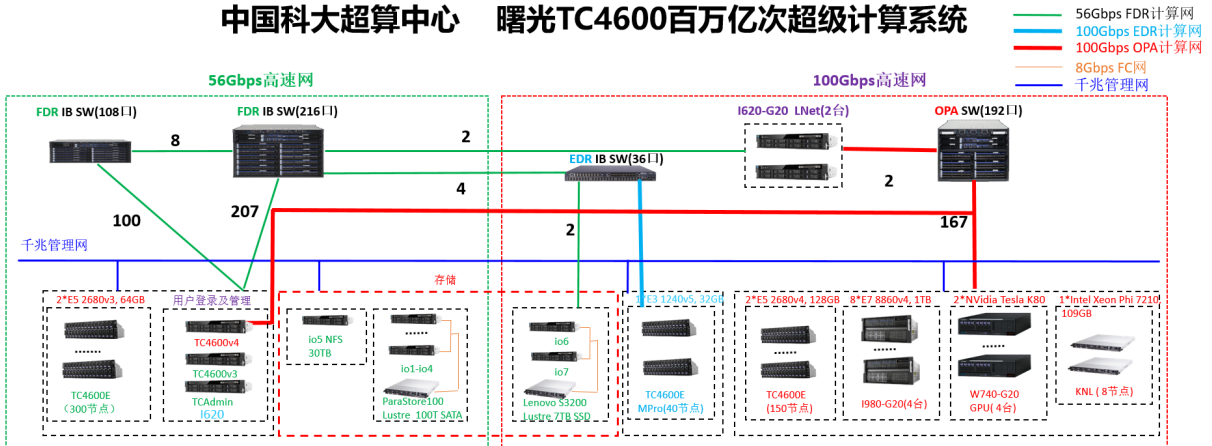 中国科大超算中心 曙光TC4600百万亿次超级计算系统
56Gbps FDR计算网
100Gbps EDR计算网
100Gbps OPA计算网
8Gbps FC网
千兆管理网
56Gbps高速网
100Gbps高速网
FDR IB SW(108口)
FDR IB SW(216口)
I620-G20 LNet(2台)
OPA SW(192口)
8
2
EDR IB SW(36口)
4
2
100
207
2
167
千兆管理网
存储
2*E5 2680v3, 64GB
用户登录及管理
1*E3 1240v5, 32GB
2*E5 2680v4, 128GB
8*E7 8860v4, 1TB
2*NVidia Tesla K80
1*Intel Xeon Phi 7210,
109GB
......
TC4600E
（300节点）
TC4600v4
TC4600v3
TCAdmin
I620
io5 NFS
30TB
......
io1-io4
ParaStore100
Lustre 100T SATA
io6
io7
Lenovo S3200
Lustre 7TB SSD
TC4600E
MPro(40节点)
......
TC4600E
(150节点)
......
I980-G20(4台)
......
W740-G20
GPU( 4台)
KNL ( 8节点)